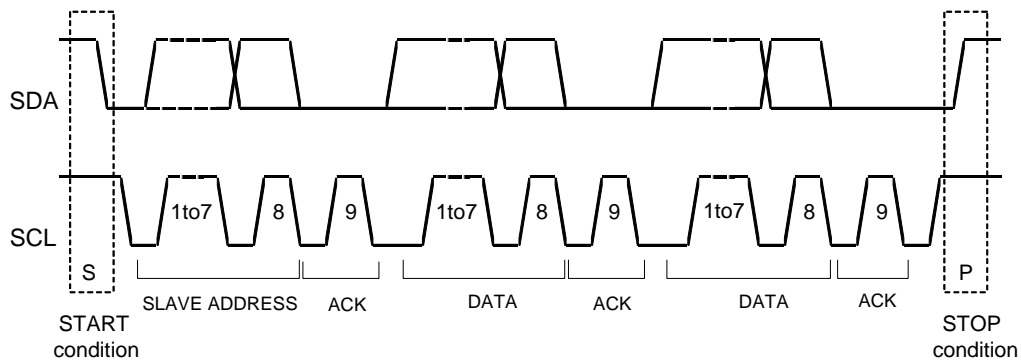 SDA
1to7 8 9 1to7 8 9 1to7 8 9
SCL
S P
SLAVE ADDRESS ACK DATA ACK DATA ACK
START
condition
STOP
condition